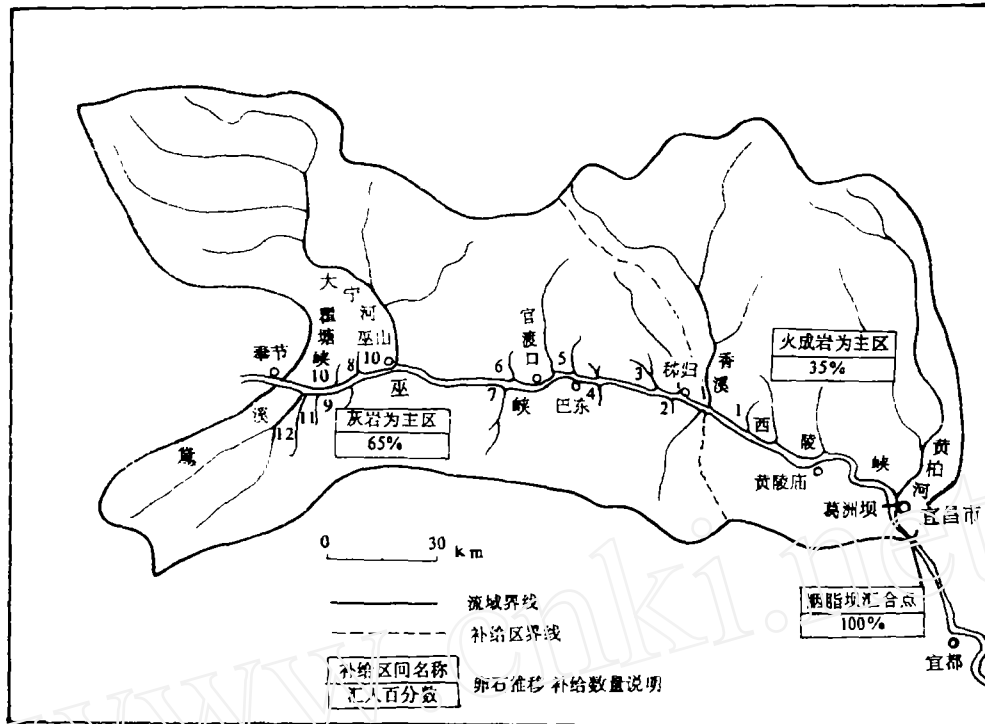 大宁河
瞿塘峡
巫山
奉节
官渡口
秭归
香溪
火成岩为主区
35%
10
8
10
6
5
3
巫
9
11
12
7
峡
巴东
4
2
1
西
陵
峡
黄柏河
灰岩为主区
65%
黛
溪
黄陵庙
葛洲坝
宜昌市
0
30
km
流域界线
补给区界线
胭脂坝汇合点
100%
宜都
补给区间名称
汇入百分数
卵石推移补给数量说明
www.cnki.net